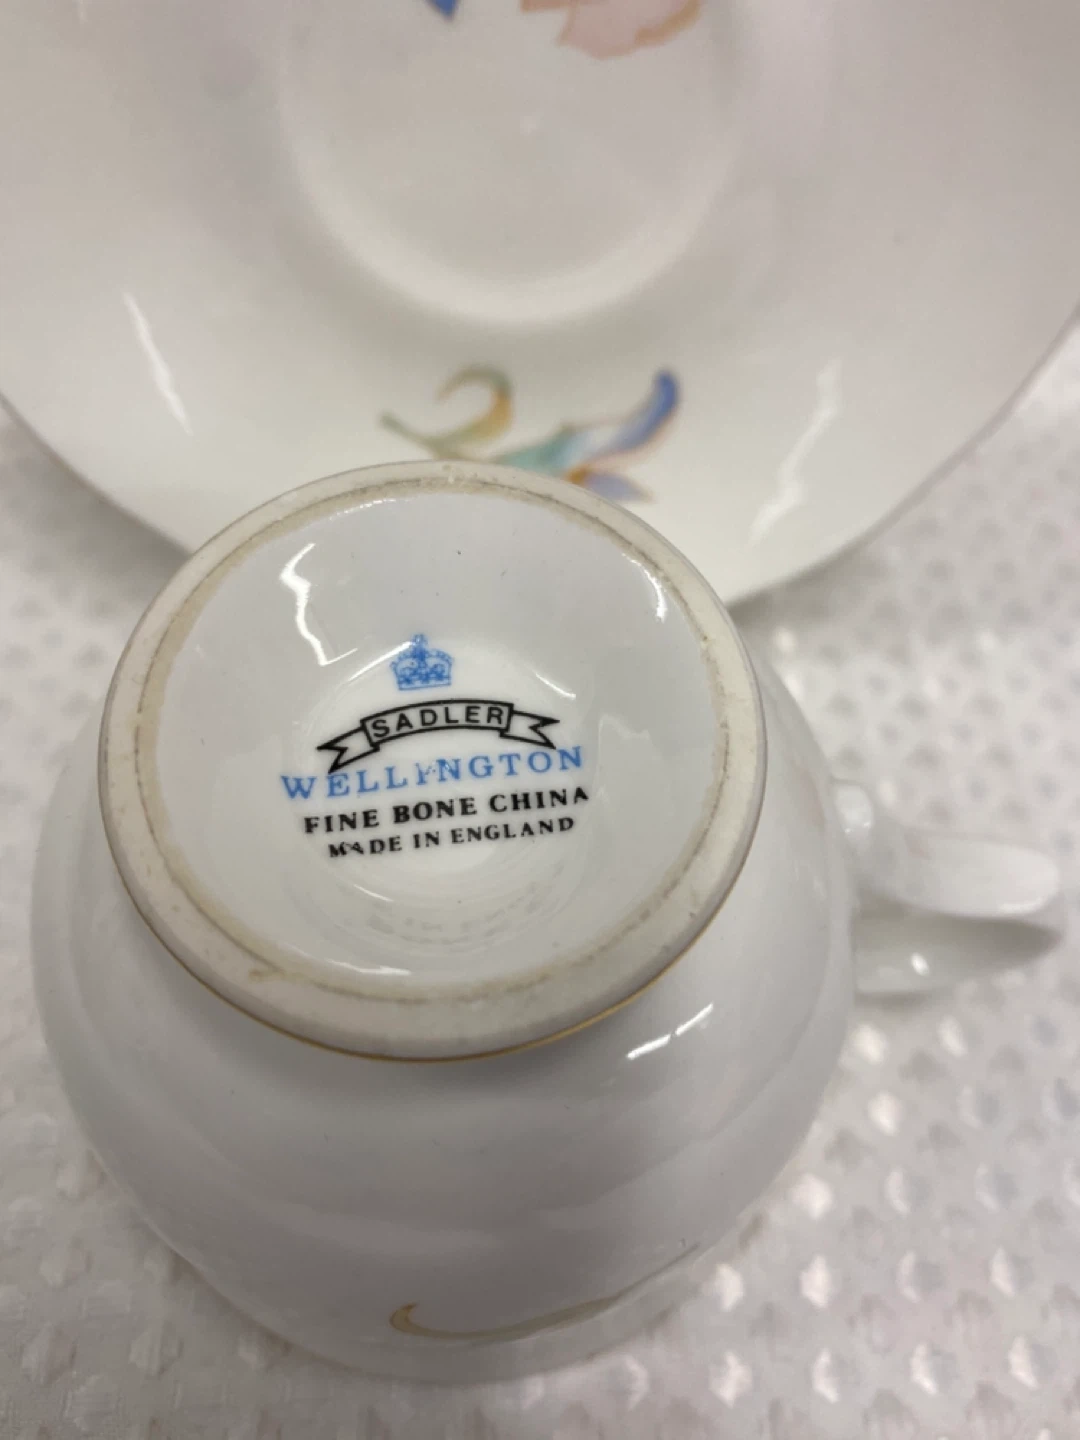 SADLER
WELLINGTON
FINE BONE CHINA
MADE IN ENGLAND